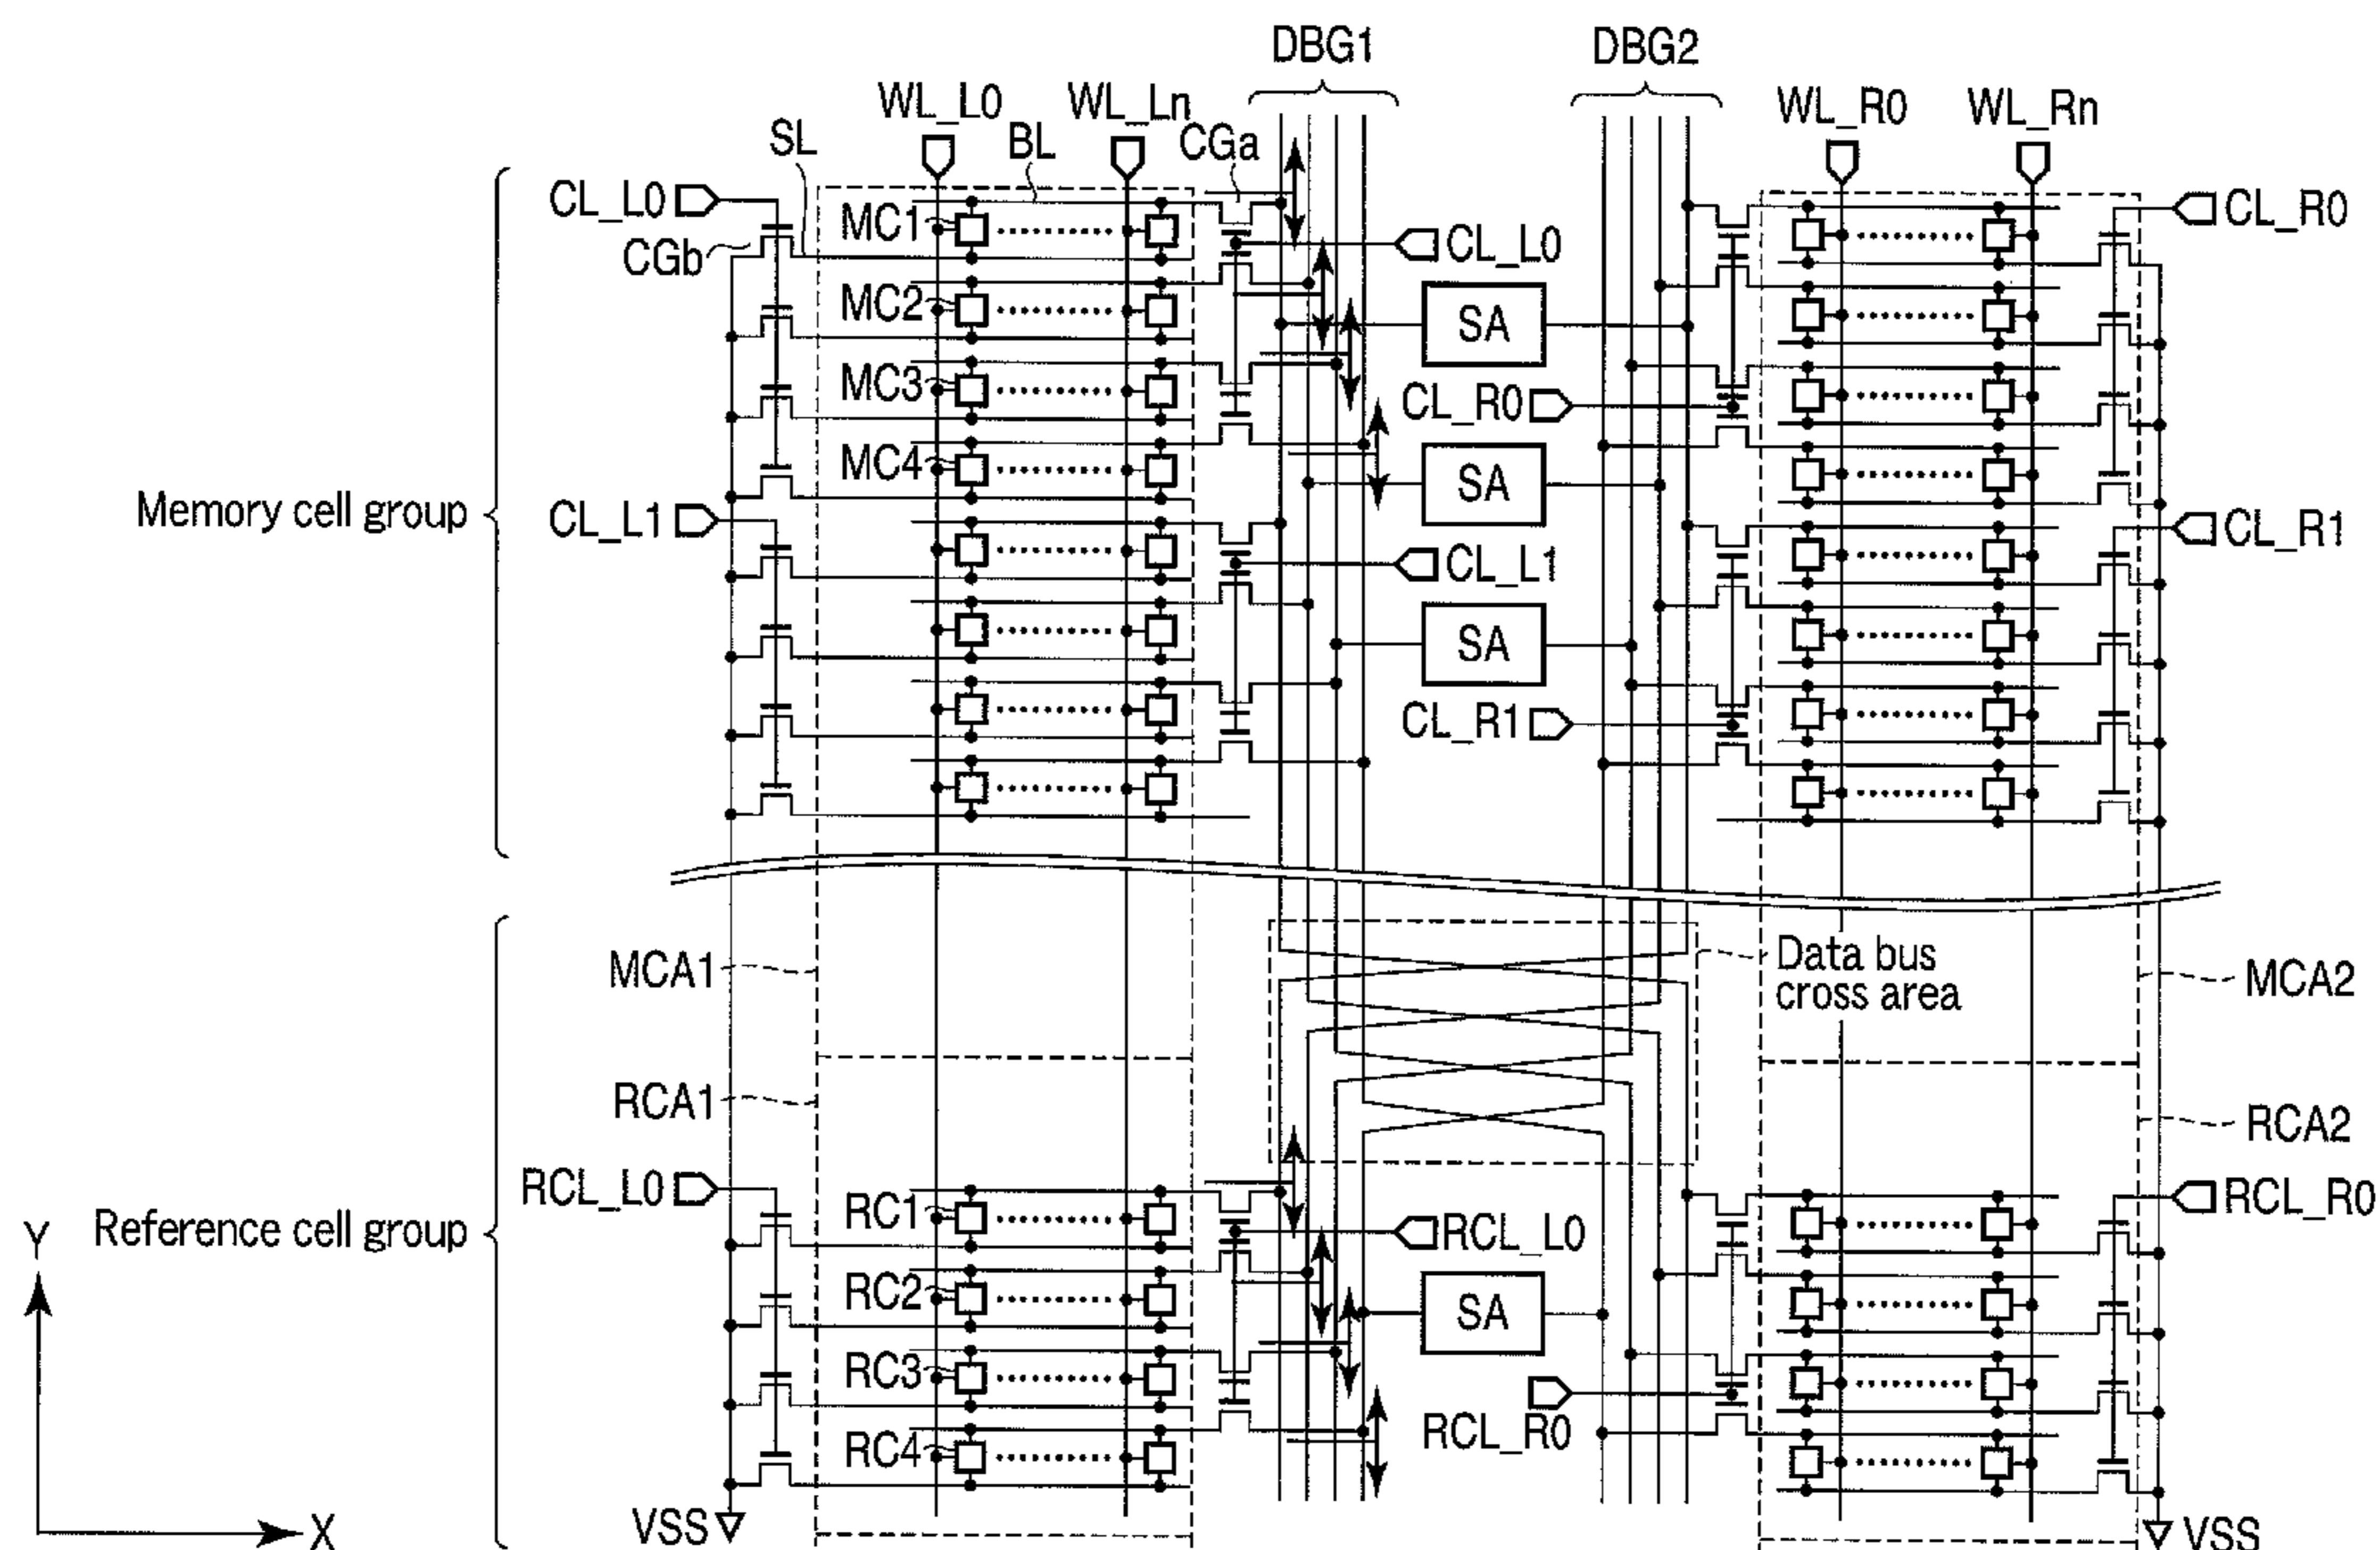 DBG1 DBG2
WL_L0 WL_Ln WL_R0 WL_Rn
SL BL CGa
CL_L0 MC1 CL_R0
CGb CL_L0
MC2 SA
MC3 CL_R0
MC4 SA
Memory cell group CL_L1 CL_R1
CL_L1
SA
CL_R1
MCA1 Data bus cross area MCA2
RCA1 RCA2
RCL_L0 RC1 RCL_R0
Reference cell group RCL_L0
Y RC2 SA
RC3
RC4 RCL_R0
X VSS VSS